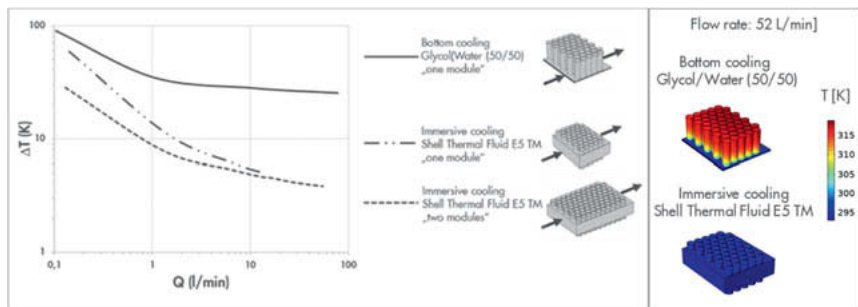 100
10
1
ΔT (K)
0,1
1
10
100
Q (l/min)
Bottom cooling
Glycol(Water (50/50)
„one module"
Immersive cooling
Shell Thermal Fluid E5 TM
„one module"
Immersive cooling
Shell Thermal Fluid E5 TM
„two modules"
Flow rate: 52 L/min]
Bottom cooling
Glycol/Water (50/50)
T [K]
315
310
305
300
295
Immersive cooling
Shell Thermal Fluid E5 TM